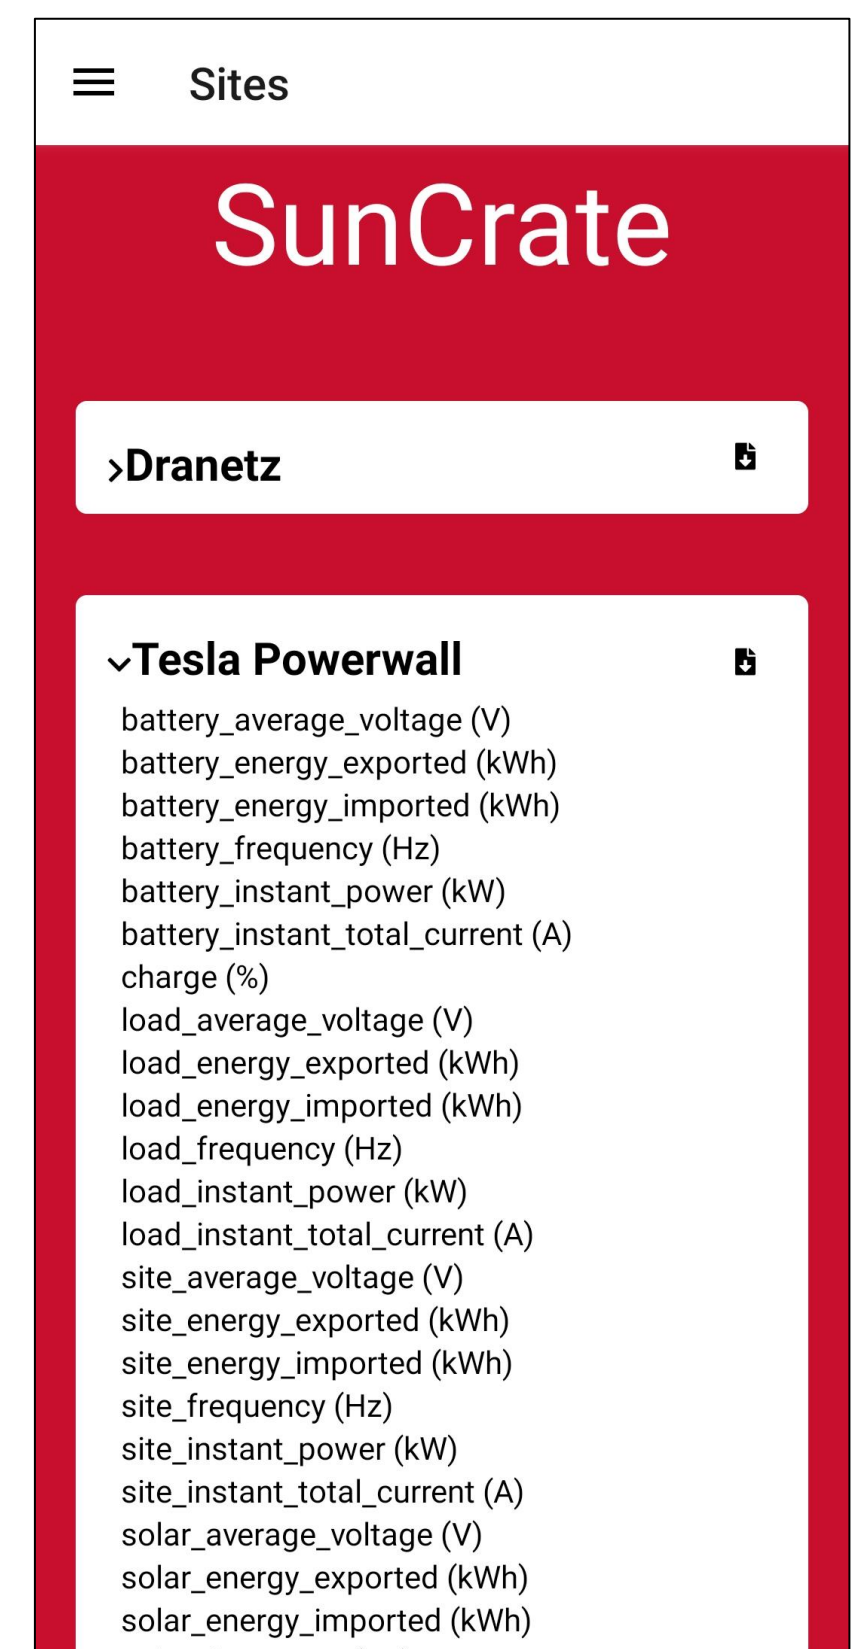 Sites
SunCrate
Dranetz
Tesla Powerwall
battery_average_voltage (V)
battery_energy_exported (kWh)
battery_energy_imported (kWh)
battery_frequency (Hz)
battery_instant_power (kW)
battery_instant_total_current (A)
charge (%)
load_average_voltage (V)
load_energy_exported (kWh)
load_energy_imported (kWh)
load_frequency (Hz)
load_instant_power (kW)
load_instant_total_current (A)
site_average_voltage (V)
site_energy_exported (kWh)
site_energy_imported (kWh)
site_frequency (Hz)
site_instant_power (kW)
site_instant_total_current (A)
solar_average_voltage (V)
solar_energy_exported (kWh)
solar_energy_imported (kWh)